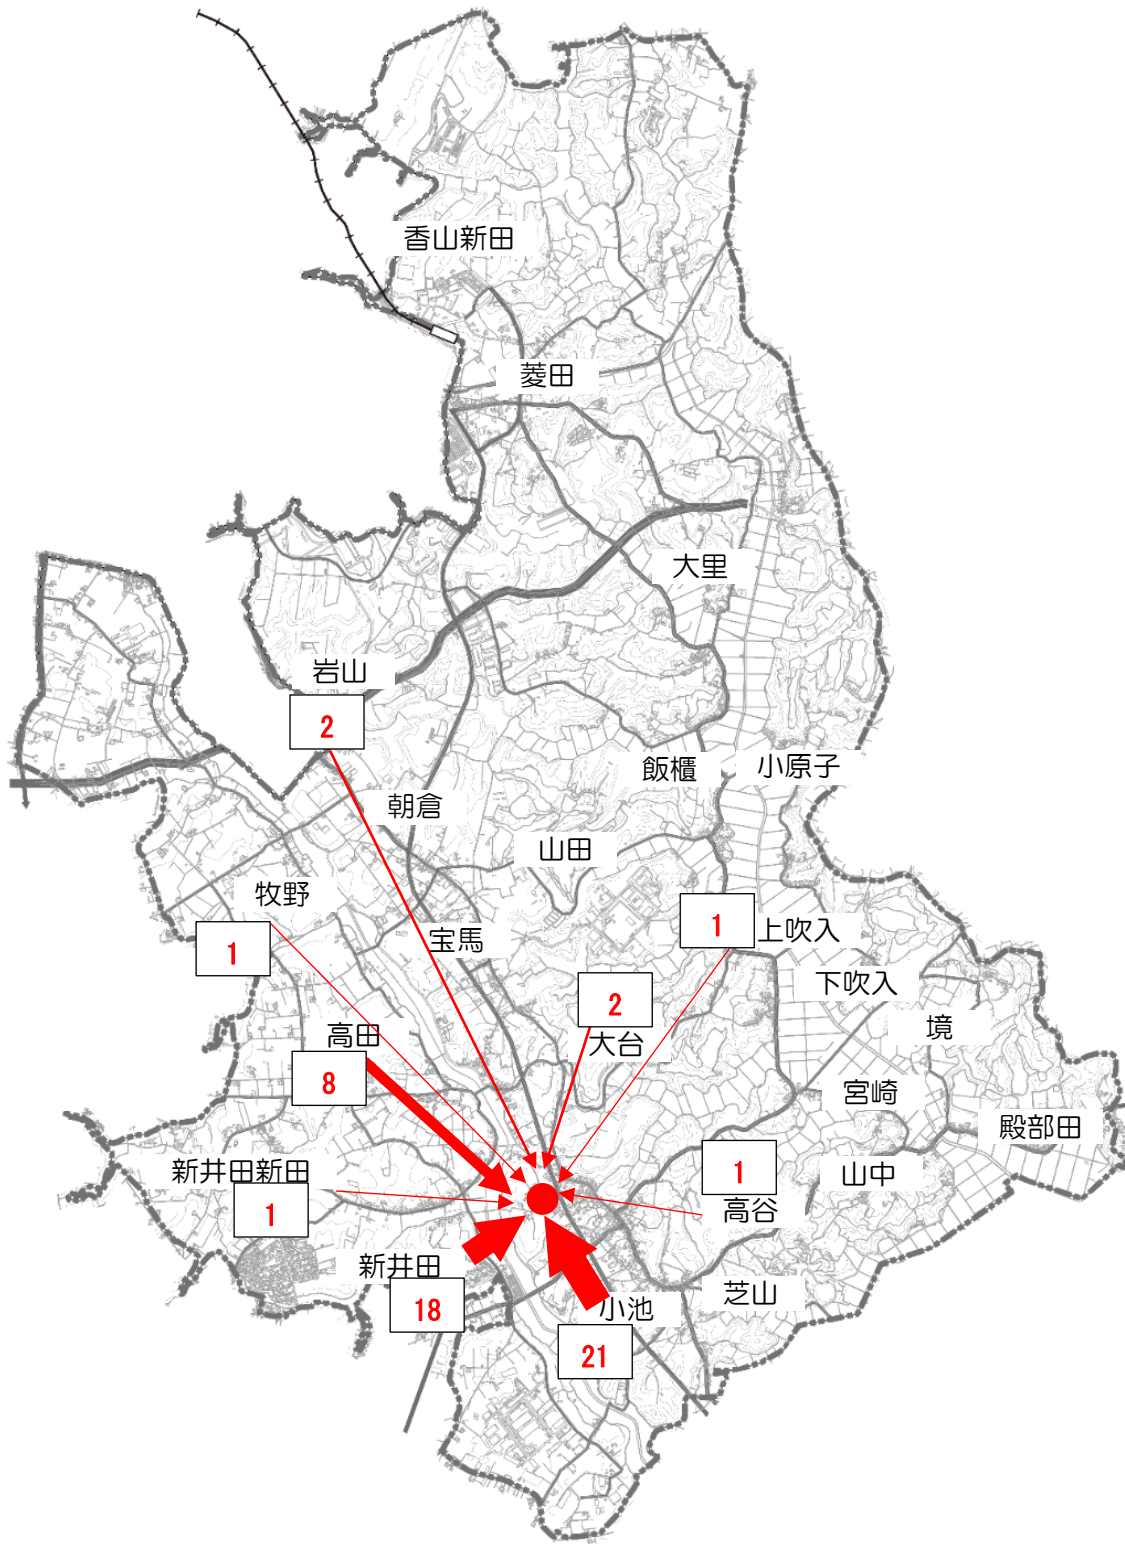 香山新田
菱田
大里
岩山
2
飯櫃
小原子
朝倉
山田
牧野
1
宝馬
1
上吹入
下吹入
2
大台
境
高田
8
宮崎
殿部田
新井田新田
1
1
山中
高谷
新井田
18
芝山
小池
21